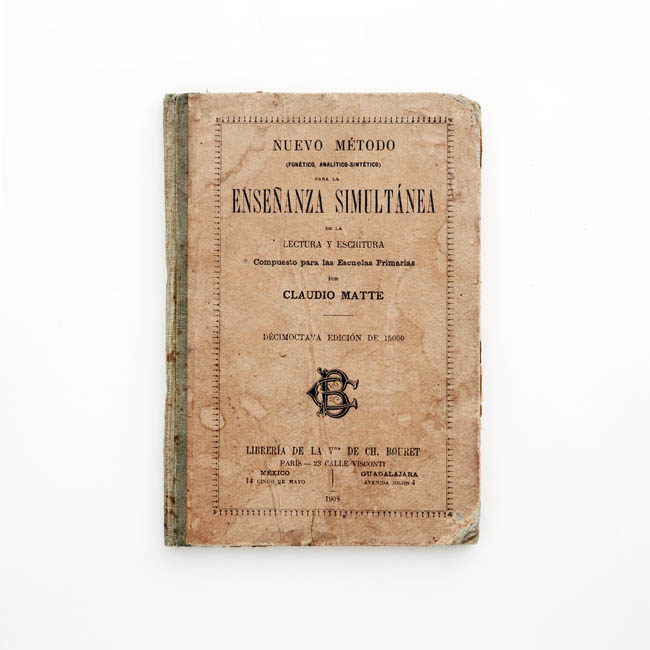 NUEVO MÉTODO
(FONÉTICO, ANALÍTICO-SINTÉTICO)
PARA LA
ENSEÑANZA SIMULTÁNEA
DE LA
LECTURA Y ESCRITURA
Compuesto para las Escuelas Primarias
POR
CLAUDIO MATTE
DÉCIMOCTAVA EDICIÓN DE 15000
CB
LIBRERÍA DE LA Vda DE CH. BOURET
PARÍS — 23 CALLE VISCONTI
MÉXICO
14 CINCO DE MAYO
GUADALAJARA
AVENIDA COLÓN 4
1908